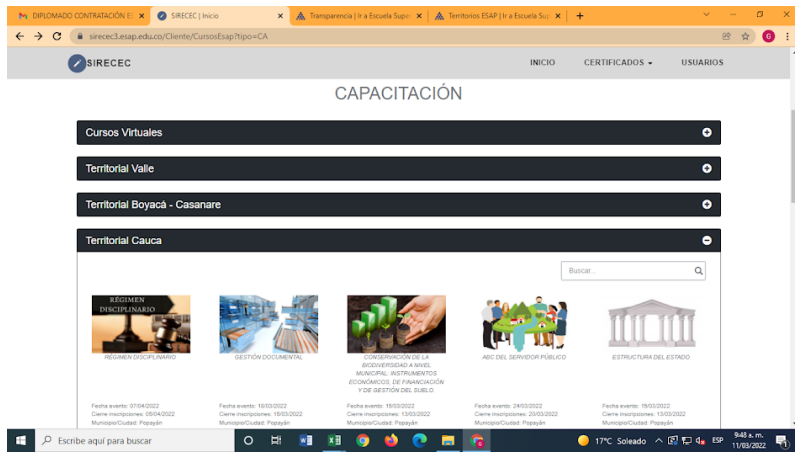 DIPLOMADO CONTRATACIÓN E
SIRECEC | Inicio
Transparencia | Ir a Escuela Super
Territorios ESAP | Ir a Escuela Sup
sirecec3.esap.edu.co/Cliente/CursosEsap?tipo=CA
G
SIRECEC
INICIO
CERTIFICADOS
USUARIOS
CAPACITACIÓN
Cursos Virtuales
Territorial Valle
Territorial Boyacá - Casanare
Territorial Cauca
Buscar...
RÉGIMEN
DISCIPLINARIO
RÉGIMEN DISCIPLINARIO
GESTIÓN DOCUMENTAL
CONSERVACIÓN DE LA
BIODIVERSIDAD A NIVEL
MUNICIPAL: INSTRUMENTOS
ECONÓMICOS, DE FINANCIACIÓN
Y DE GESTIÓN DEL SUELO.
ABC DEL SERVIDOR PÚBLICO
ESTRUCTURA DEL ESTADO
Fecha evento: 07/04/2022
Cierre inscripciones: 05/04/2022
Municipio/Ciudad: Popayán
Fecha evento: 18/03/2022
Cierre inscripciones: 15/03/2022
Municipio/Ciudad: Popayán
Fecha evento: 15/03/2022
Cierre inscripciones: 13/03/2022
Municipio/Ciudad: Popayán
Fecha evento: 24/03/2022
Cierre inscripciones: 20/03/2022
Municipio/Ciudad: Popayán
Fecha evento: 15/03/2022
Cierre inscripciones: 13/03/2022
Municipio/Ciudad: Popayán
Escribe aquí para buscar
17°C Soleado
ESP
9:48 a. m.
11/03/2022